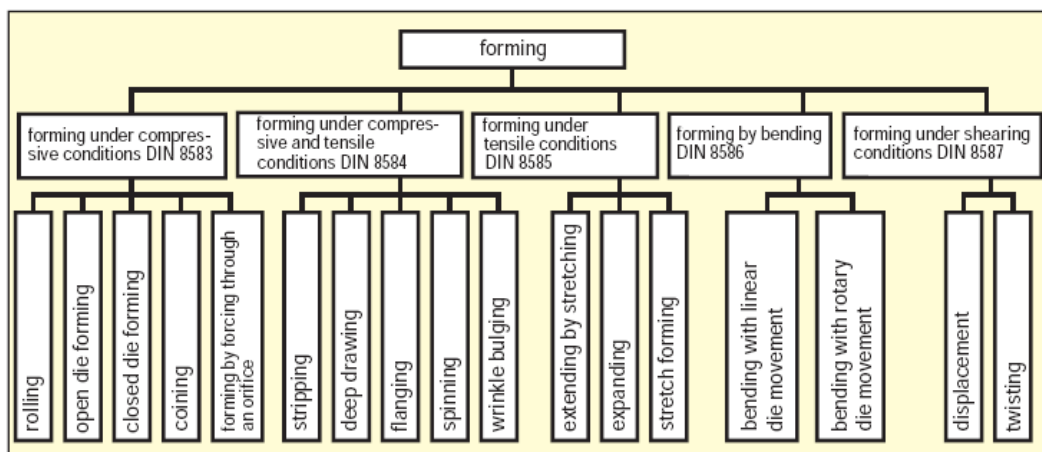 forming
forming under compres-
sive conditions DIN 8583
forming under compres-
sive and tensile
conditions DIN 8584
forming under
tensile conditions
DIN 8585
forming by bending
DIN 8586
forming under shearing
conditions DIN 8587
rolling
open die forming
closed die forming
coining
forming by forcing through
an orifice
stripping
deep drawing
flanging
spinning
wrinkle bulging
extending by stretching
expanding
stretch forming
bending with linear
die movement
bending with rotary
die movement
displacement
twisting